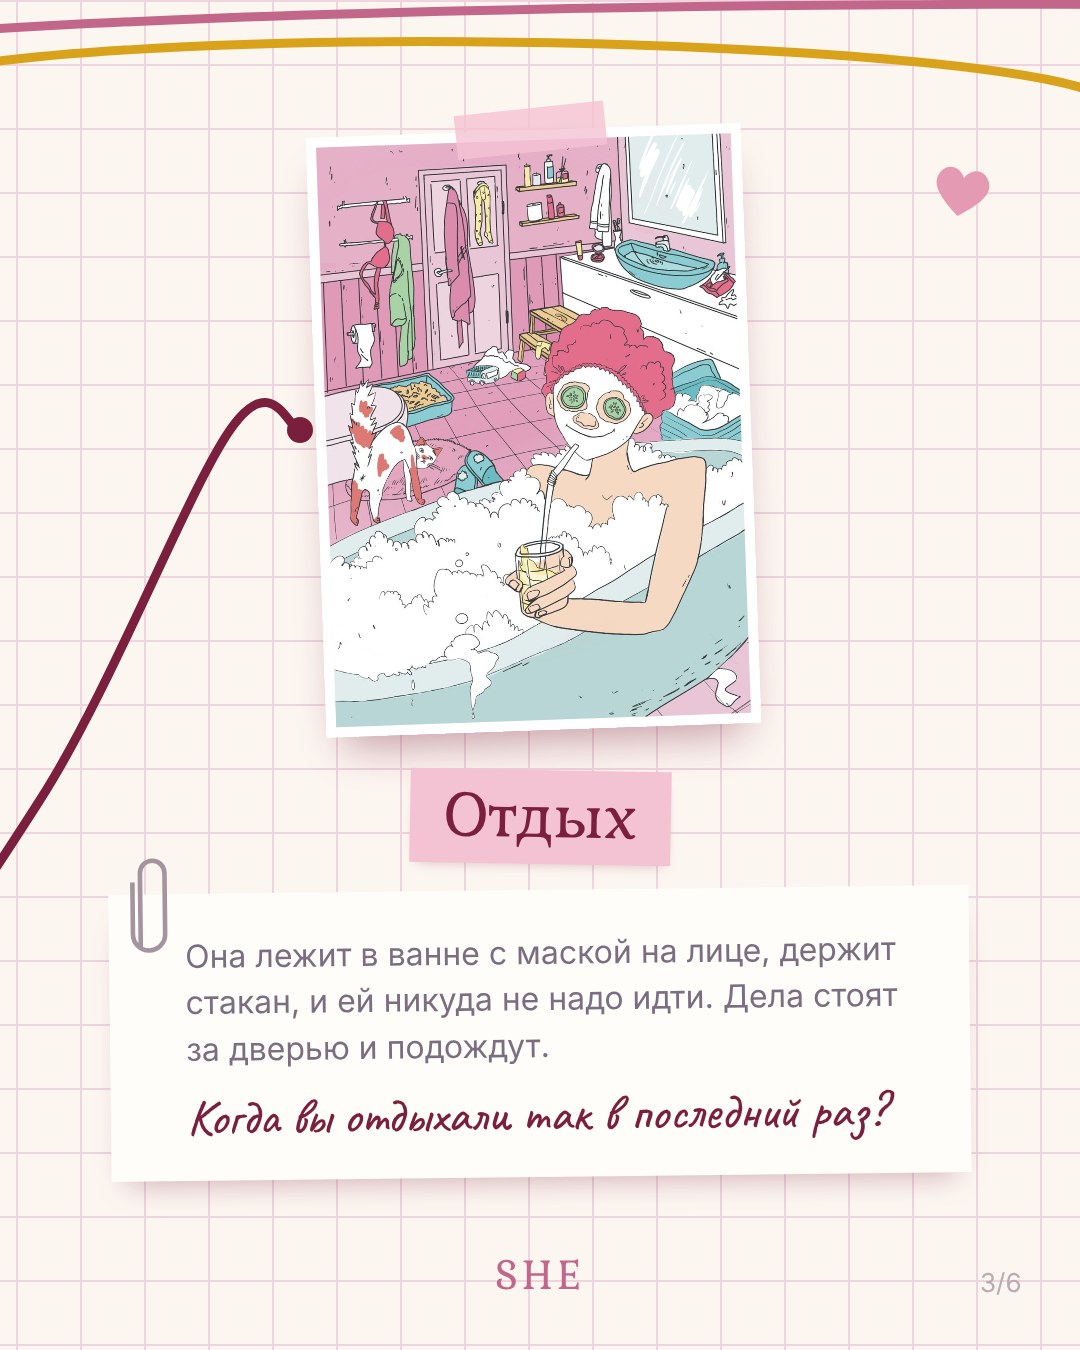 Отдых
Она лежит в ванне с маской на лице, держит
стакан, и ей никуда не надо идти. Дела стоят
за дверью и подождут.
Когда вы отдыхали так в последний раз?
SHE
3/6